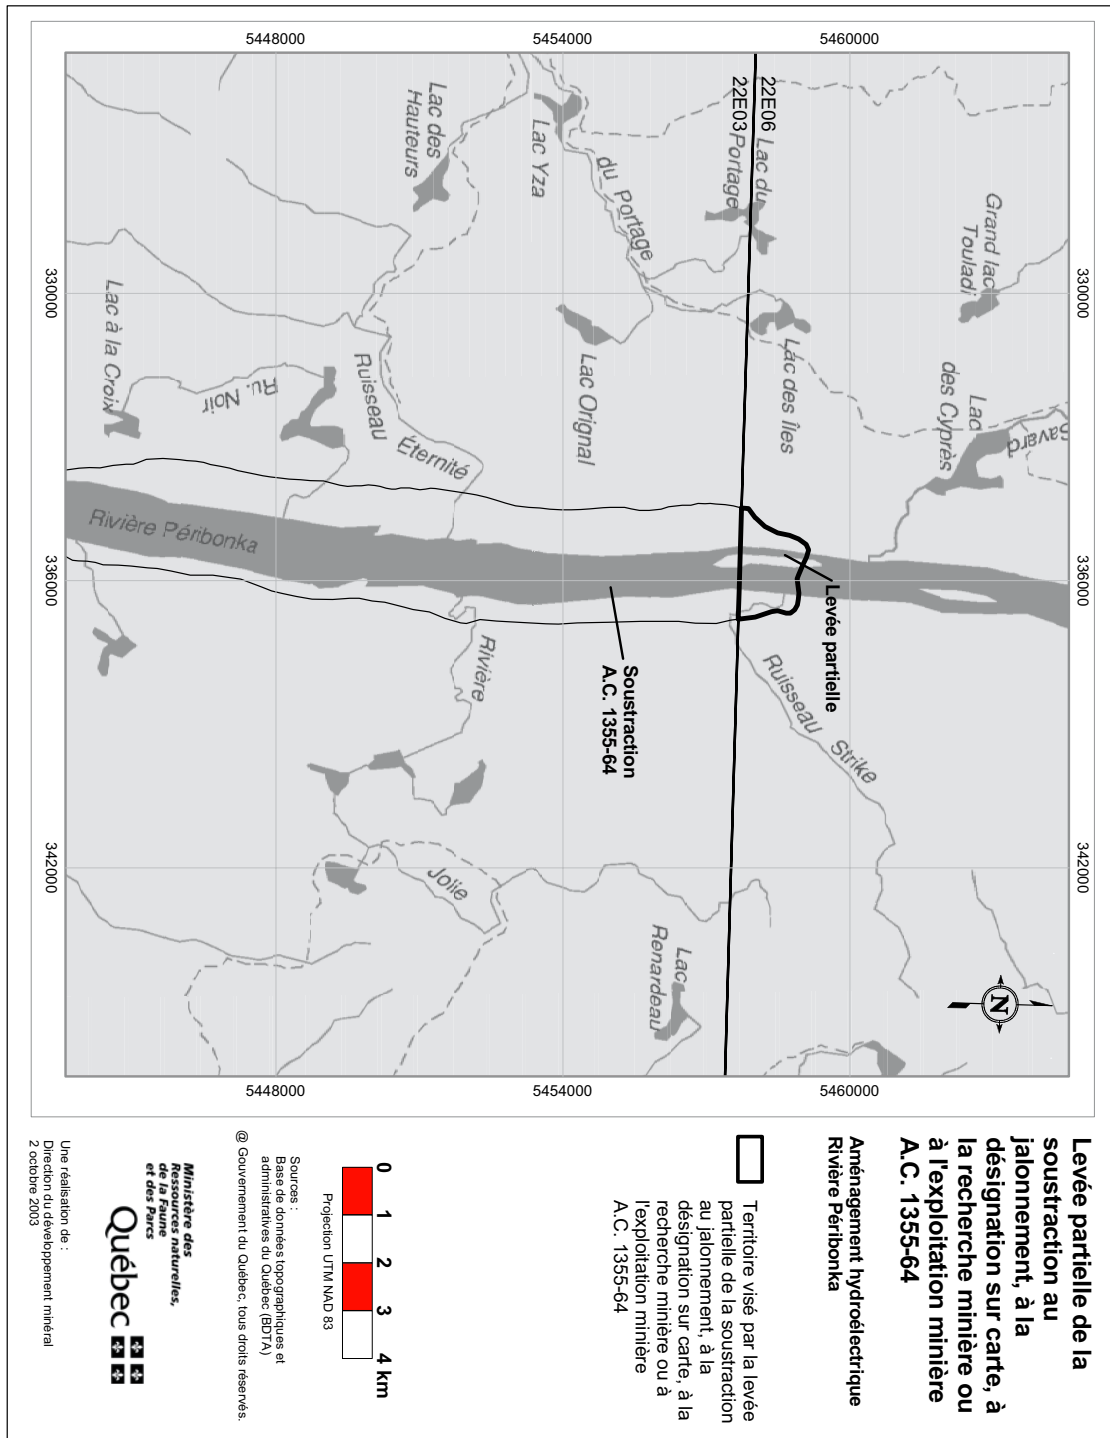 Levée partielle de la
soustraction au
jalonnement, à la
désignation sur carte, à
la recherche minière ou
à l'exploitation minière
A.C. 1355-64
Aménagement hydroélectrique
Rivière Péribonka
Territoire visé par la levée
partielle de la soustraction
au jalonnement, à la
désignation sur carte, à la
recherche minière ou à
l'exploitation minière
A.C. 1355-64
0 1 2 3 4 km
Projection UTM NAD 83
Sources :
Base de données topographiques et
administratives du Québec (BDTA)
@ Gouvernement du Québec, tous droits réservés.
Ministère des
Ressources naturelles,
de la Faune
et des Parcs
Québec
Une réalisation de :
Direction du développement minéral
2 octobre 2003
330000
336000
342000
5460000
5460000
5454000
5454000
5448000
5448000
330000
336000
342000
N
Grand lac
Touladi
Savard
Lac
des Cyprès
22E06
22E03
Lac du
Portage
Lac des Îles
Levée partielle
Ruisseau Strike
du Portage
Lac Yza
Lac Orignal
Soustraction
A.C. 1355-64
Lac
Renardeau
Lac des
Hauteurs
Ruisseau
Éternité
Rivière
Jolie
Ru. Noir
Lac à la Croix
Rivière Péribonka